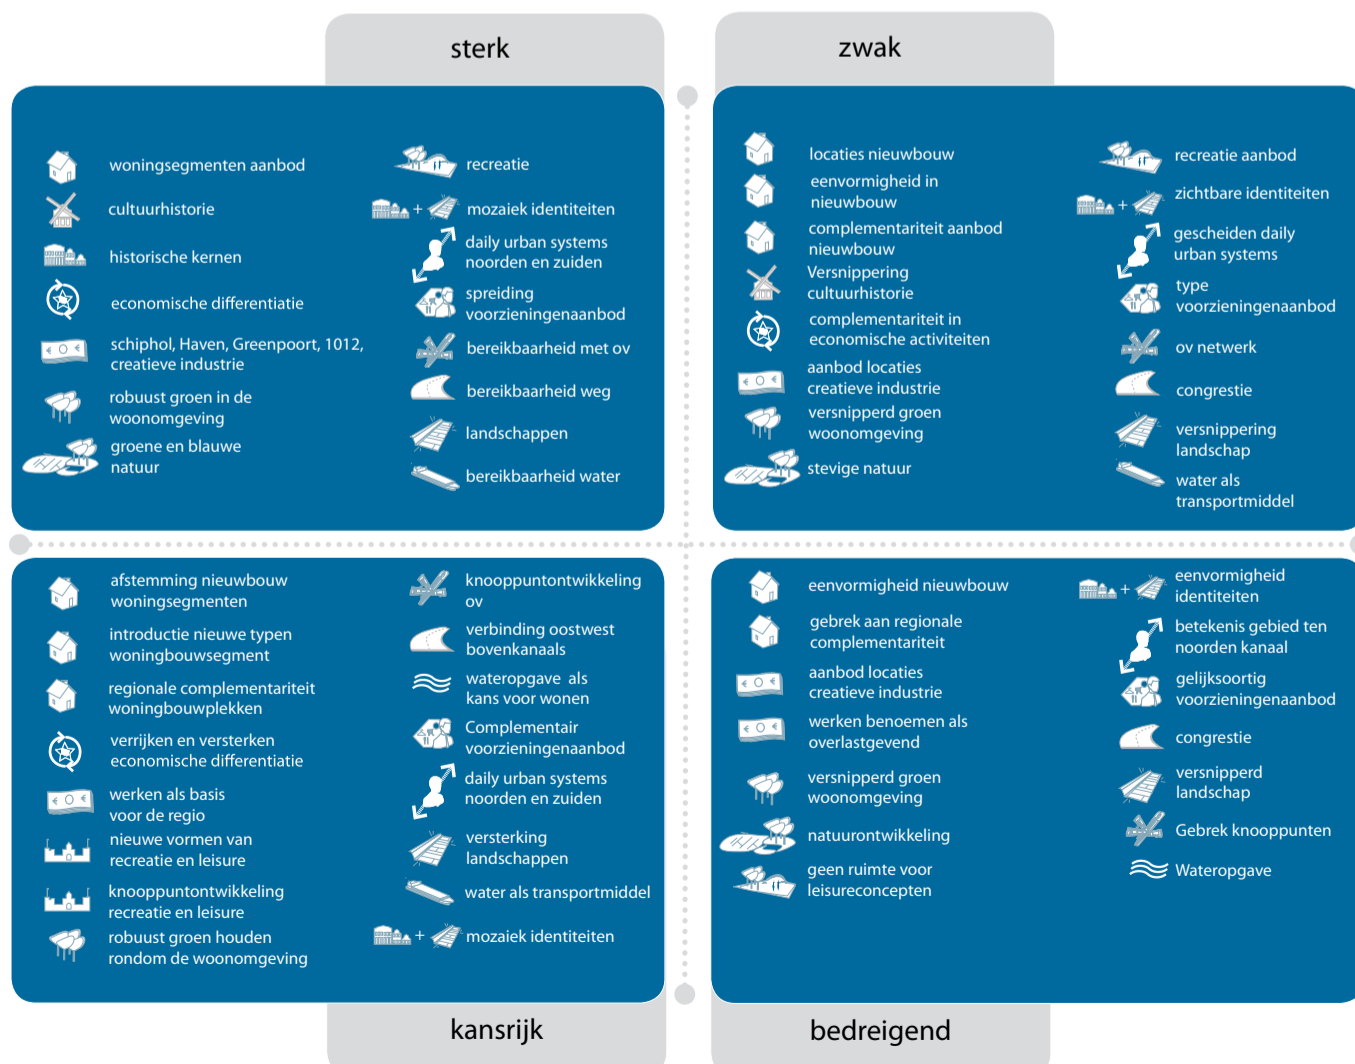 sterk
woningsegmenten aanbod
cultuurhistorie
historische kernen
economische differentiatie
schiphol, Haven, Greenpoort, 1012,
creatieve industrie
robuust groen in de
woonomgeving
groene en blauwe
natuur
recreatie
+ mozaiek identiteiten
daily urban systems
noorden en zuiden
spreiding
voorzieningenaanbod
bereikbaarheid met ov
bereikbaarheid weg
landschappen
bereikbaarheid water
zwak
locaties nieuwbouw
eenvormigheid in
nieuwbouw
complementariteit aanbod
nieuwbouw
Versnippering
cultuurhistorie
complementariteit in
economische activiteiten
aanbod locaties
creatieve industrie
versnipperd groen
woonomgeving
stevige natuur
recreatie aanbod
+ zichtbare identiteiten
gescheiden daily
urban systems
type
voorzieningenaanbod
ov netwerk
congrestie
versnippering
landschap
water als
transportmiddel
afstemming nieuwbouw
woningsegmenten
introductie nieuwe typen
woningbouwsegment
regionale complementariteit
woningbouwplekken
verrijken en versterken
economische differentiatie
werken als basis
voor de regio
nieuwe vormen van
recreatie en leisure
knooppuntontwikkeling
recreatie en leisure
robuust groen houden
rondom de woonomgeving
knooppuntontwikkeling
ov
verbinding oostwest
bovenkanaals
wateropgave als
kans voor wonen
Complementair
voorzieningenaanbod
daily urban systems
noorden en zuiden
versterking
landschappen
water als transportmiddel
+ mozaiek identiteiten
kansrijk
eenvormigheid nieuwbouw
gebrek aan regionale
complementariteit
aanbod locaties
creatieve industrie
werken benoemen als
overlastgevend
versnipperd groen
woonomgeving
natuurontwikkeling
geen ruimte voor
leisureconcepten
+ eenvormigheid
identiteiten
betekenis gebied ten
noorden kanaal
gelijksoortig
voorzieningenaanbod
congrestie
versnipperd
landschap
Gebrek knooppunten
Wateropgave
bedreigend